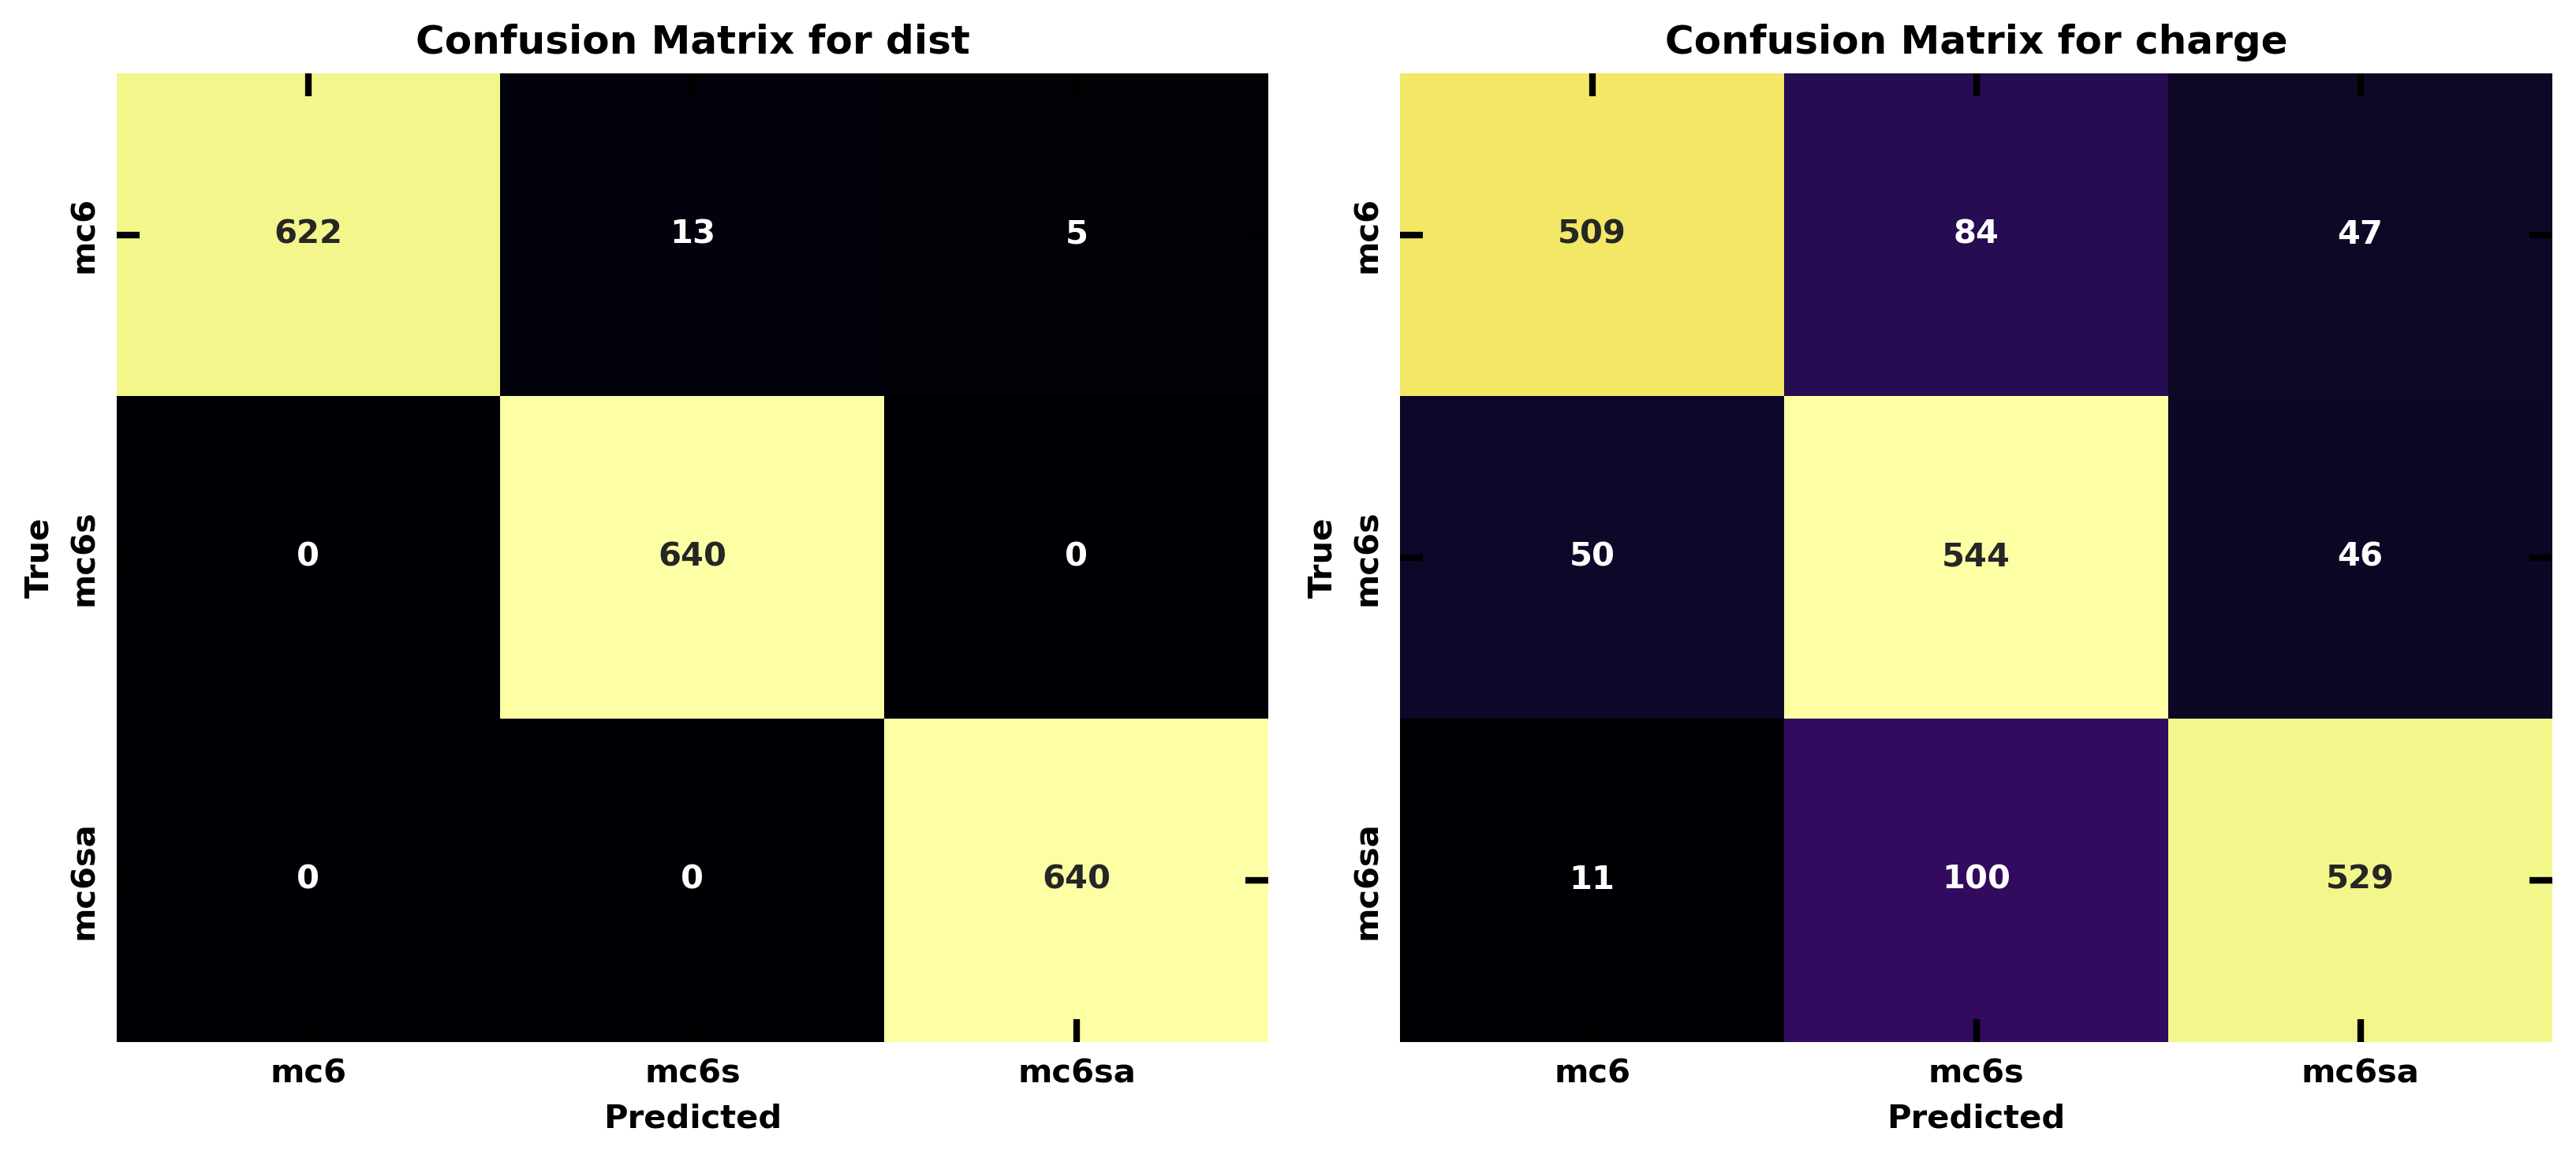 Confusion Matrix for dist
True
mc6
622 13 5
mc6s
0 640 0
mc6sa
0 0 640
mc6 mc6s mc6sa
Predicted
Confusion Matrix for charge
True
mc6
509 84 47
mc6s
50 544 46
mc6sa
11 100 529
mc6 mc6s mc6sa
Predicted